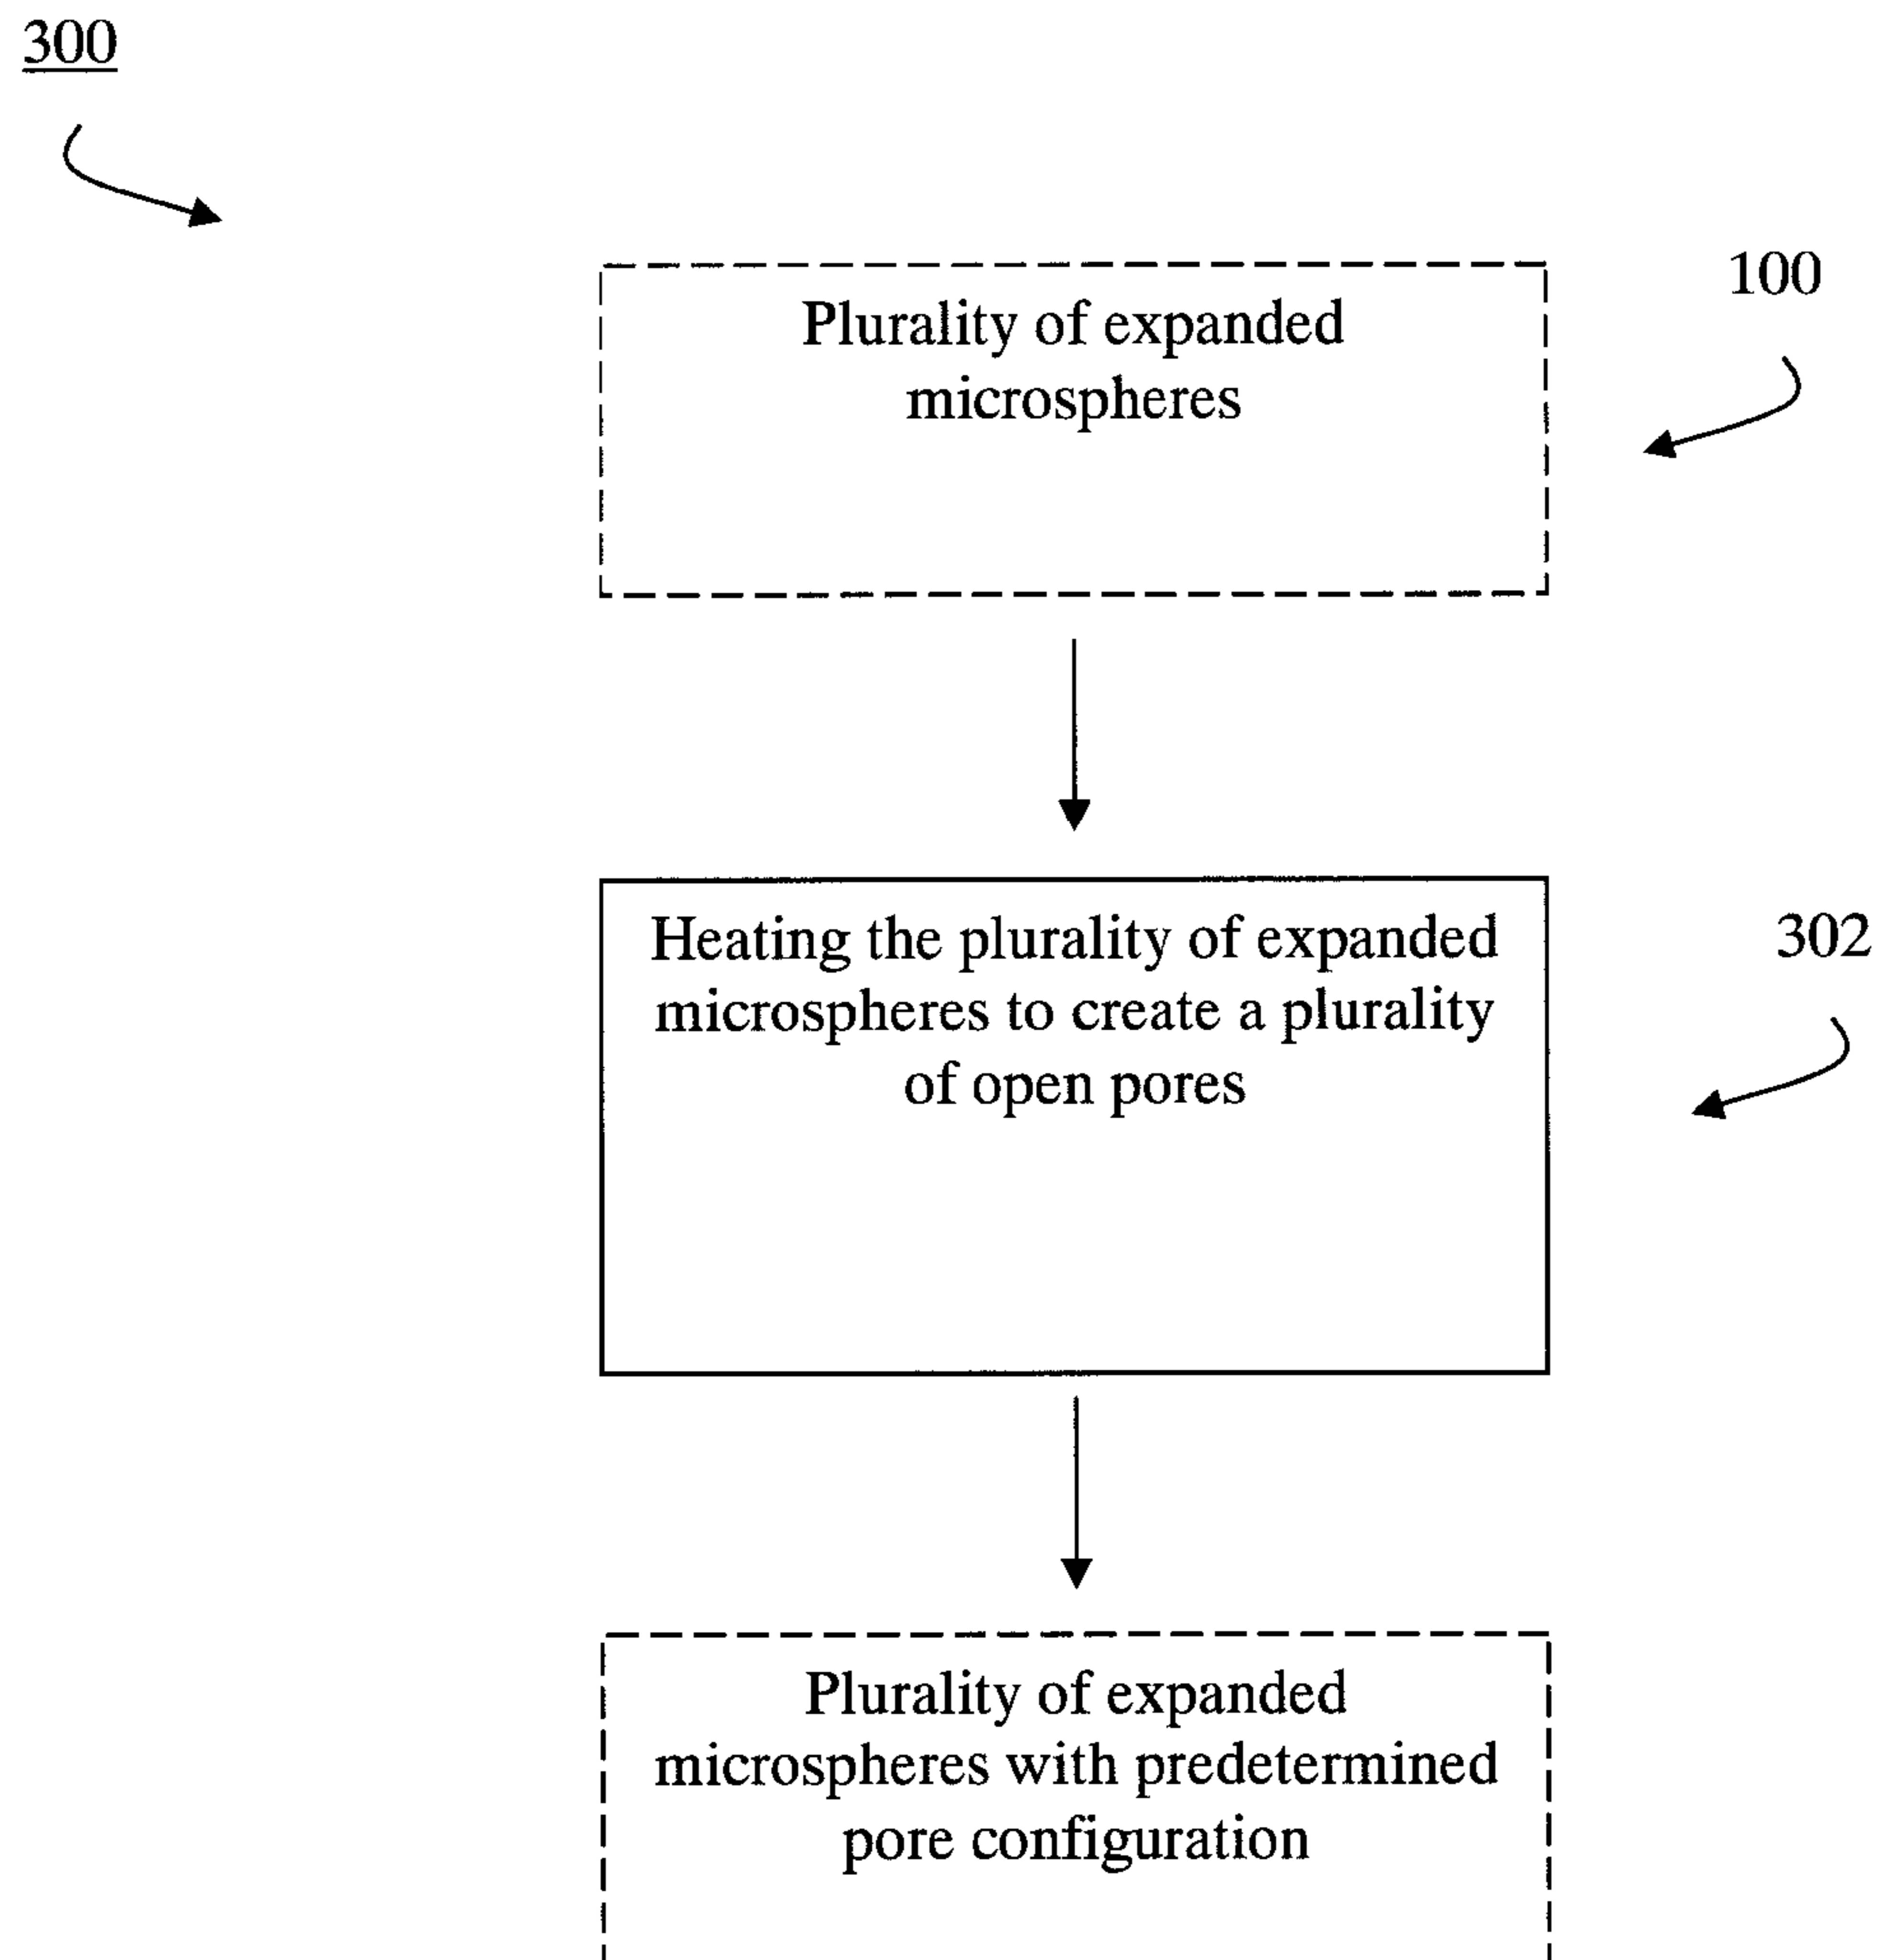 300
100
Plurality of expanded
microspheres
302
Heating the plurality of expanded
microspheres to create a plurality
of open pores
Plurality of expanded
microspheres with predetermined
pore configuration